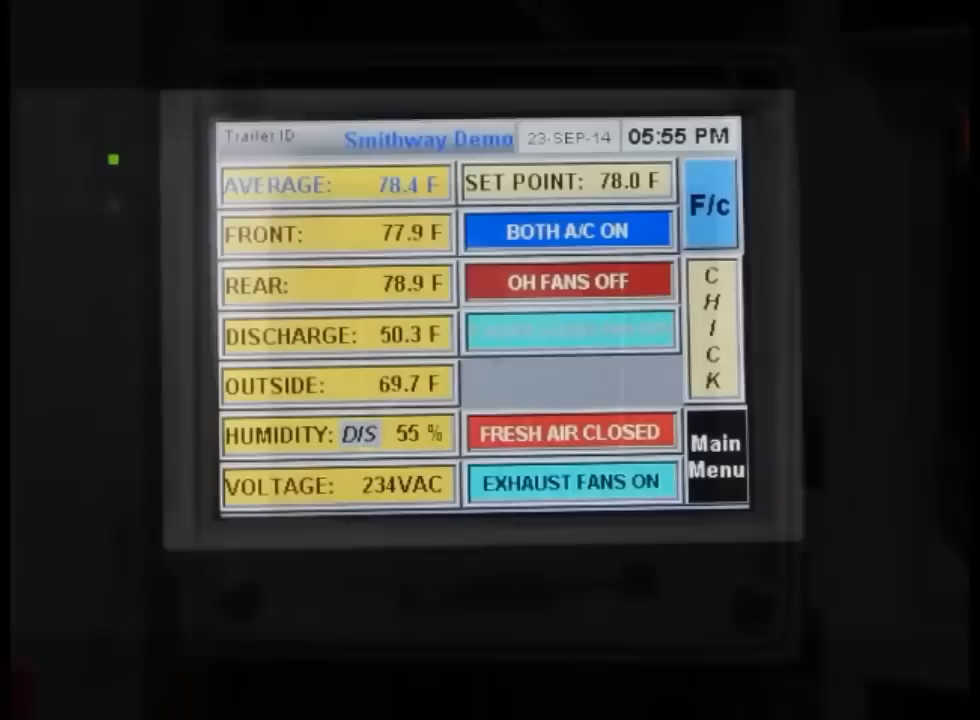 Trailer ID Smithway Demo 23-SEP-14 05:55 PM
AVERAGE: 78.4 F SET POINT: 78.0 F F/c
FRONT: 77.9 F BOTH A/C ON
REAR: 78.9 F OH FANS OFF
DISCHARGE: 50.3 F
OUTSIDE: 69.7 F
CHICK
HUMIDITY: DIS 55 % FRESH AIR CLOSED
VOLTAGE: 234VAC EXHAUST FANS ON
Main
Menu